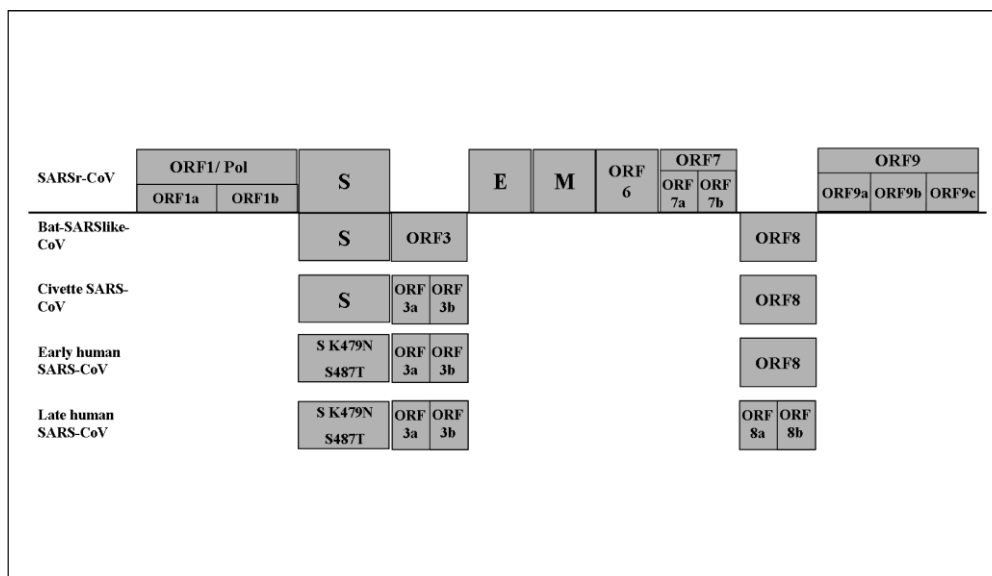 SARSr-CoV
ORF1/ Pol
ORF1a ORF1b
S
E
M
ORF
6
ORF7
ORF
7a
ORF
7b
ORF9
ORF9a ORF9b ORF9c
Bat-SARSlike-
CoV
S
ORF3
ORF8
Civette SARS-
CoV
S
ORF
3a
ORF
3b
ORF8
Early human
SARS-CoV
S K479N
S487T
ORF
3a
ORF
3b
ORF8
Late human
SARS-CoV
S K479N
S487T
ORF
3a
ORF
3b
ORF
8a
ORF
8b